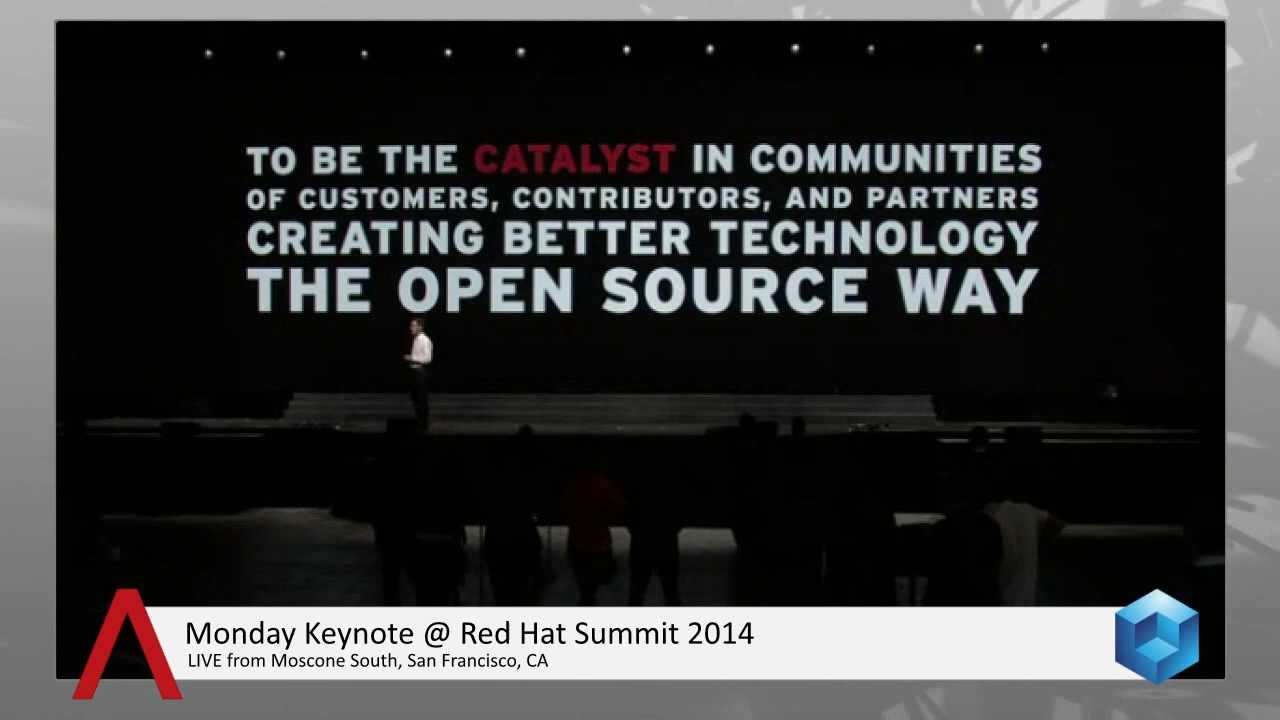 TO BE THE CATALYST IN COMMUNITIES
OF CUSTOMERS, CONTRIBUTORS, AND PARTNERS
CREATING BETTER TECHNOLOGY
THE OPEN SOURCE WAY
Monday Keynote @ Red Hat Summit 2014
LIVE from Moscone South, San Francisco, CA